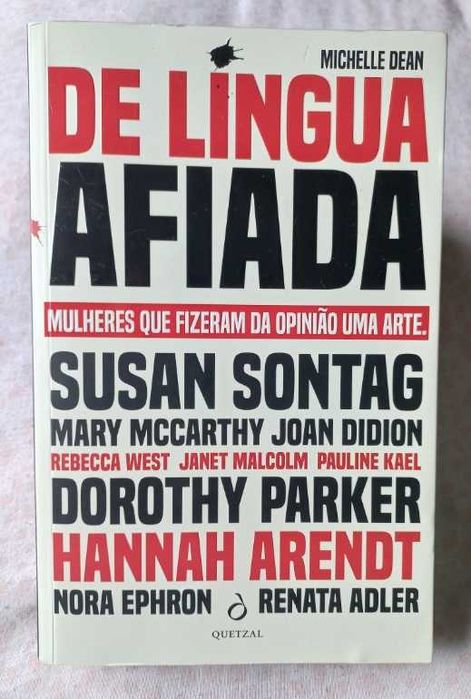 MICHELLE DEAN
DE LÍNGUA
AFIADA
MULHERES QUE FIZERAM DA OPINIÃO UMA ARTE.
SUSAN SONTAG
MARY MCCARTHY JOAN DIDION
REBECCA WEST JANET MALCOLM PAULINE KAEL
DOROTHY PARKER
HANNAH ARENDT
NORA EPHRON RENATA ADLER
QUETZAL